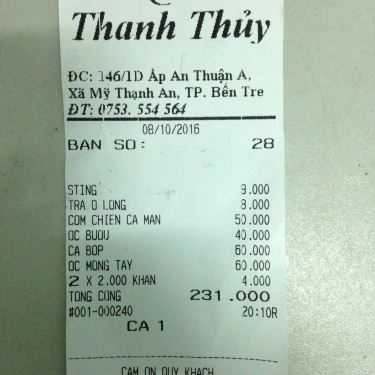 Thanh Thủy
ĐC: 146/1D Ấp An Thuận A,
Xã Mỹ Thạnh An, TP. Bến Tre
ĐT: 0753. 554 564
08/10/2016
BAN SO: 28
STING 9.000
TRA O LONG 8.000
COM CHIEN CA MAN 50.000
OC BUOU 40.000
CA BOP 60.000
OC MONG TAY 60.000
2 X 2.000 KHAN 4.000
TONG CONG 231.000
#001-000240 20:10R
CA 1
CAM ON QUY KHACH